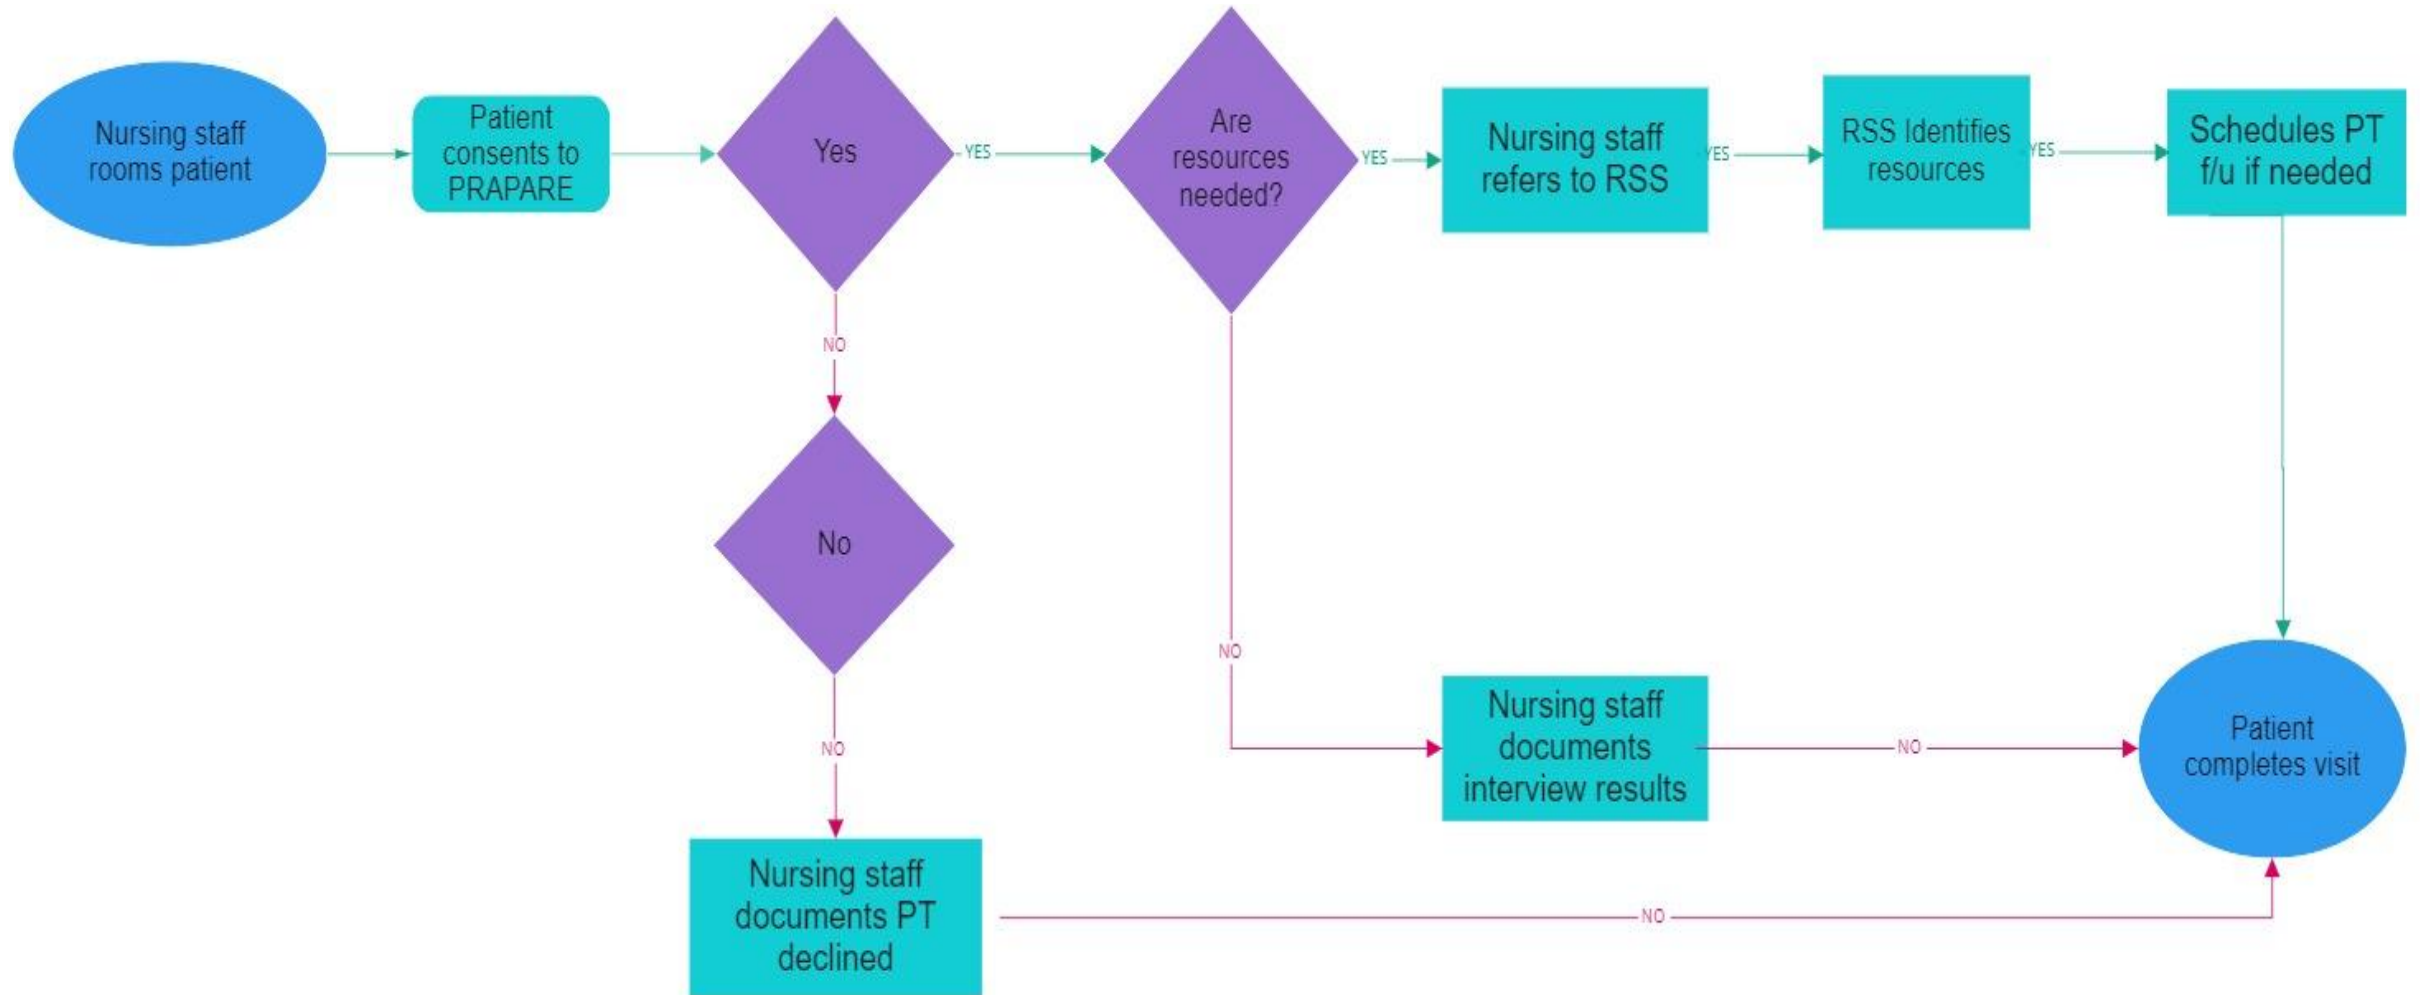 Nursing staff
rooms patient
Patient
consents to
PRAPARE
Yes
YES
Are
resources
needed?
YES
Nursing staff
refers to RSS
YES
RSS Identifies
resources
YES
Schedules PT
f/u if needed
NO
No
NO
NO
Nursing staff
documents
interview results
NO
Patient
completes visit
Nursing staff
documents PT
declined
NO